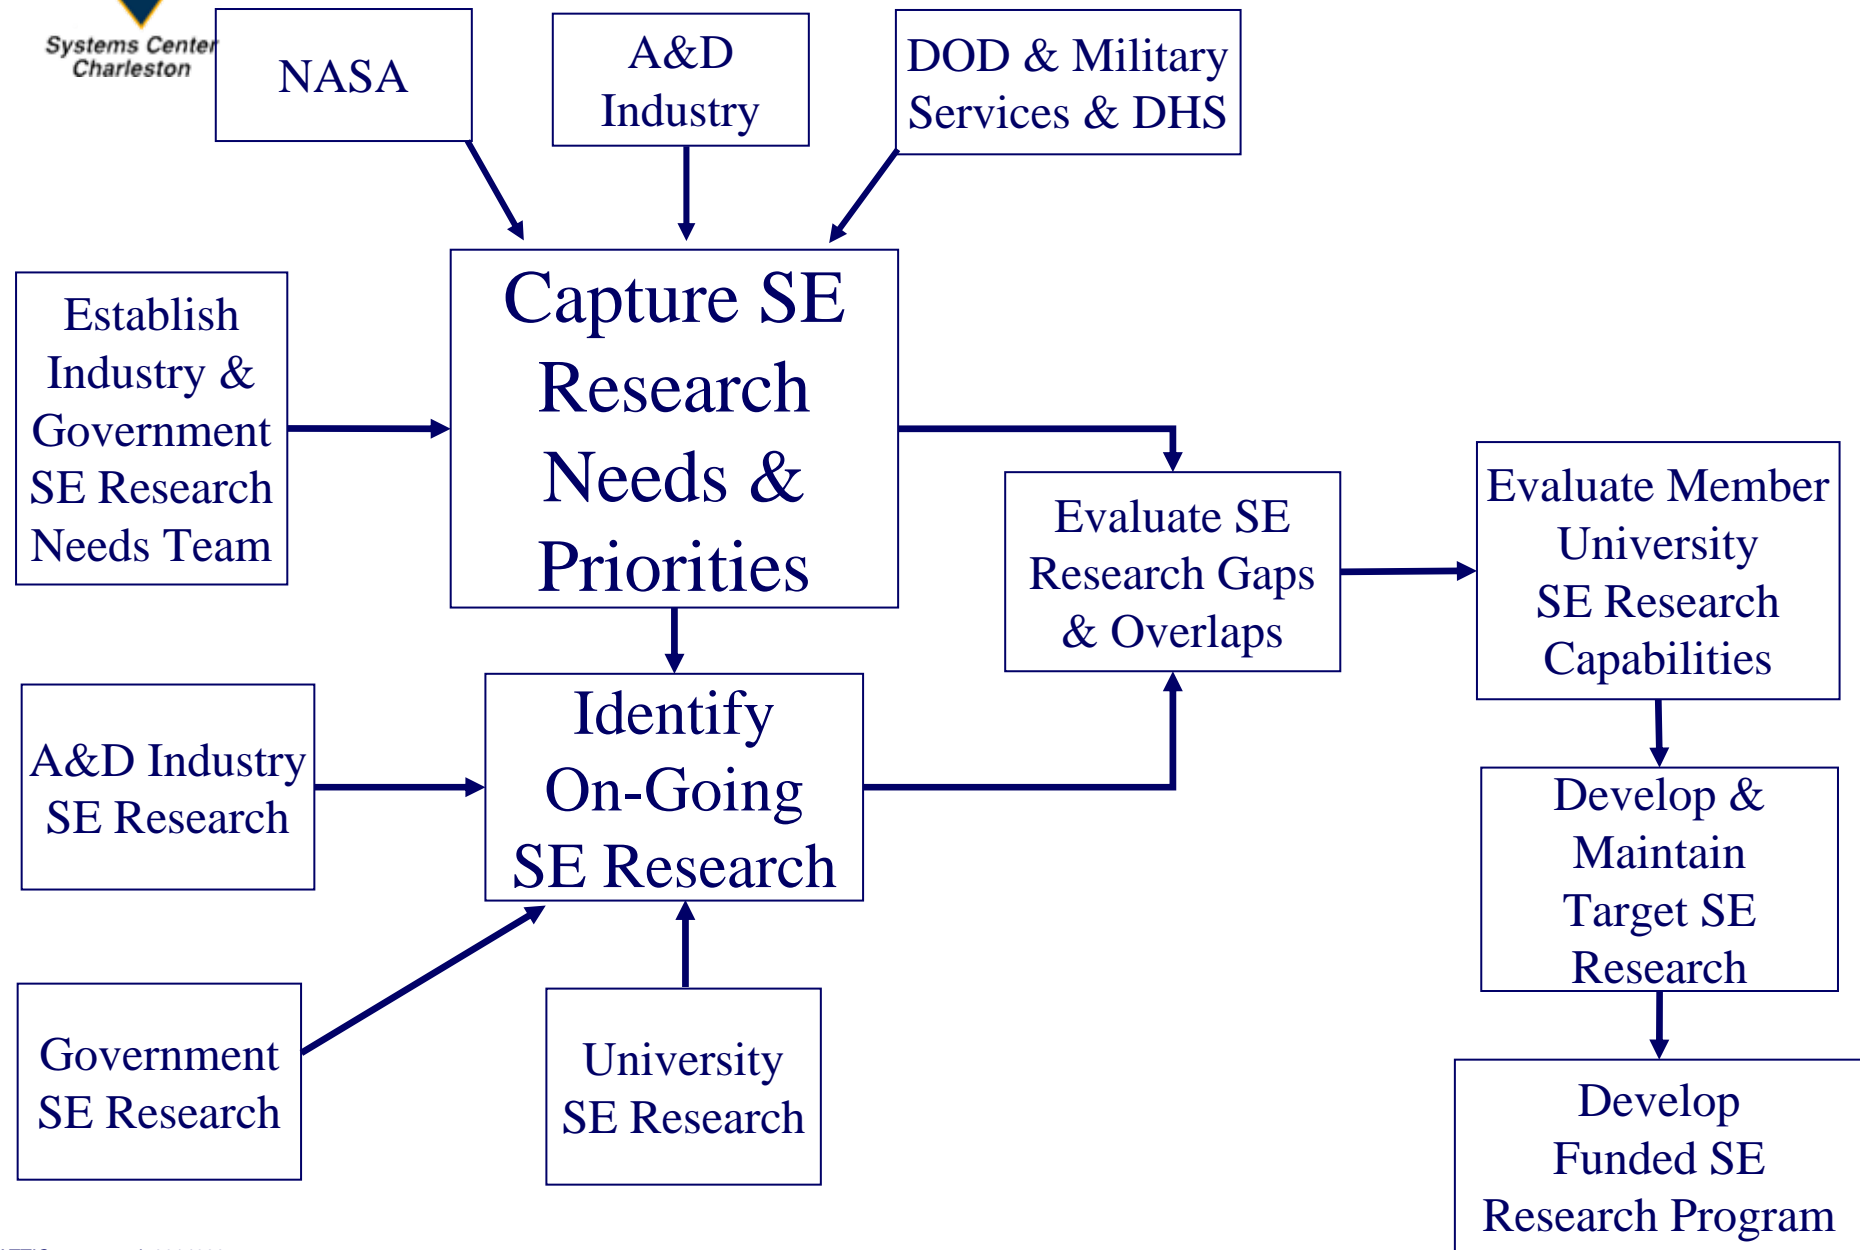 Systems Center
Charleston
NASA
A&D
Industry
DOD & Military
Services & DHS
Establish
Industry &
Government
SE Research
Needs Team
Capture SE
Research
Needs &
Priorities
Evaluate SE
Research Gaps
& Overlaps
Evaluate Member
University
SE Research
Capabilities
A&D Industry
SE Research
Identify
On-Going
SE Research
Develop &
Maintain
Target SE
Research
Government
SE Research
University
SE Research
Develop
Funded SE
Research Program